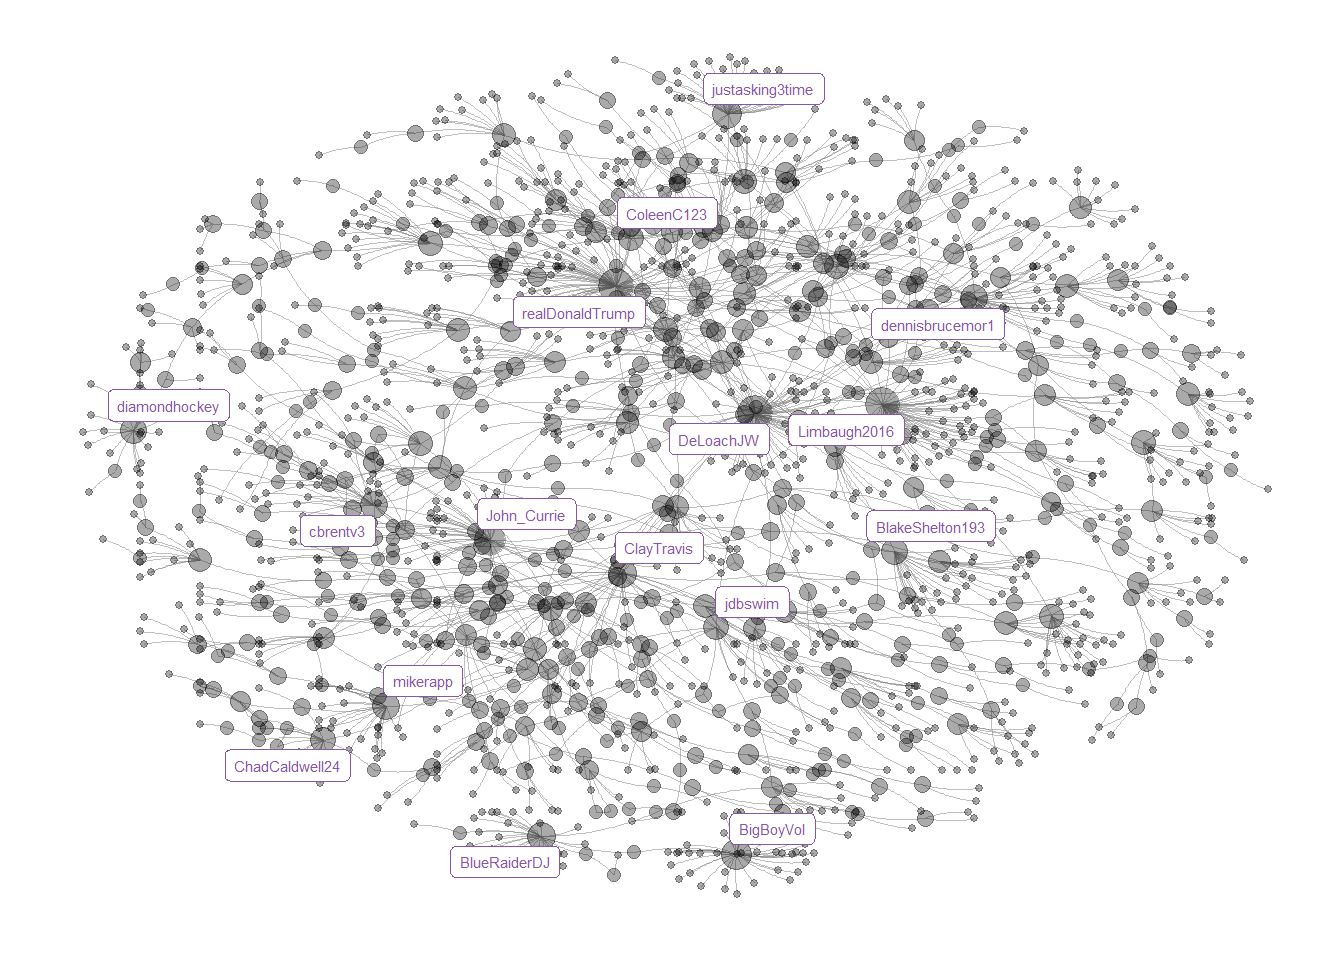 justasking3time
ColeenC123
realDonaldTrump
dennisbrucemor1
diamondhockey
Limbaugh2016
DeLoachJW
John_Currie
BlakeShelton193
cbrentv3
ClayTravis
jdbswim
mikerapp
ChadCaldwell24
BigBoyVol
BlueRaiderDJ